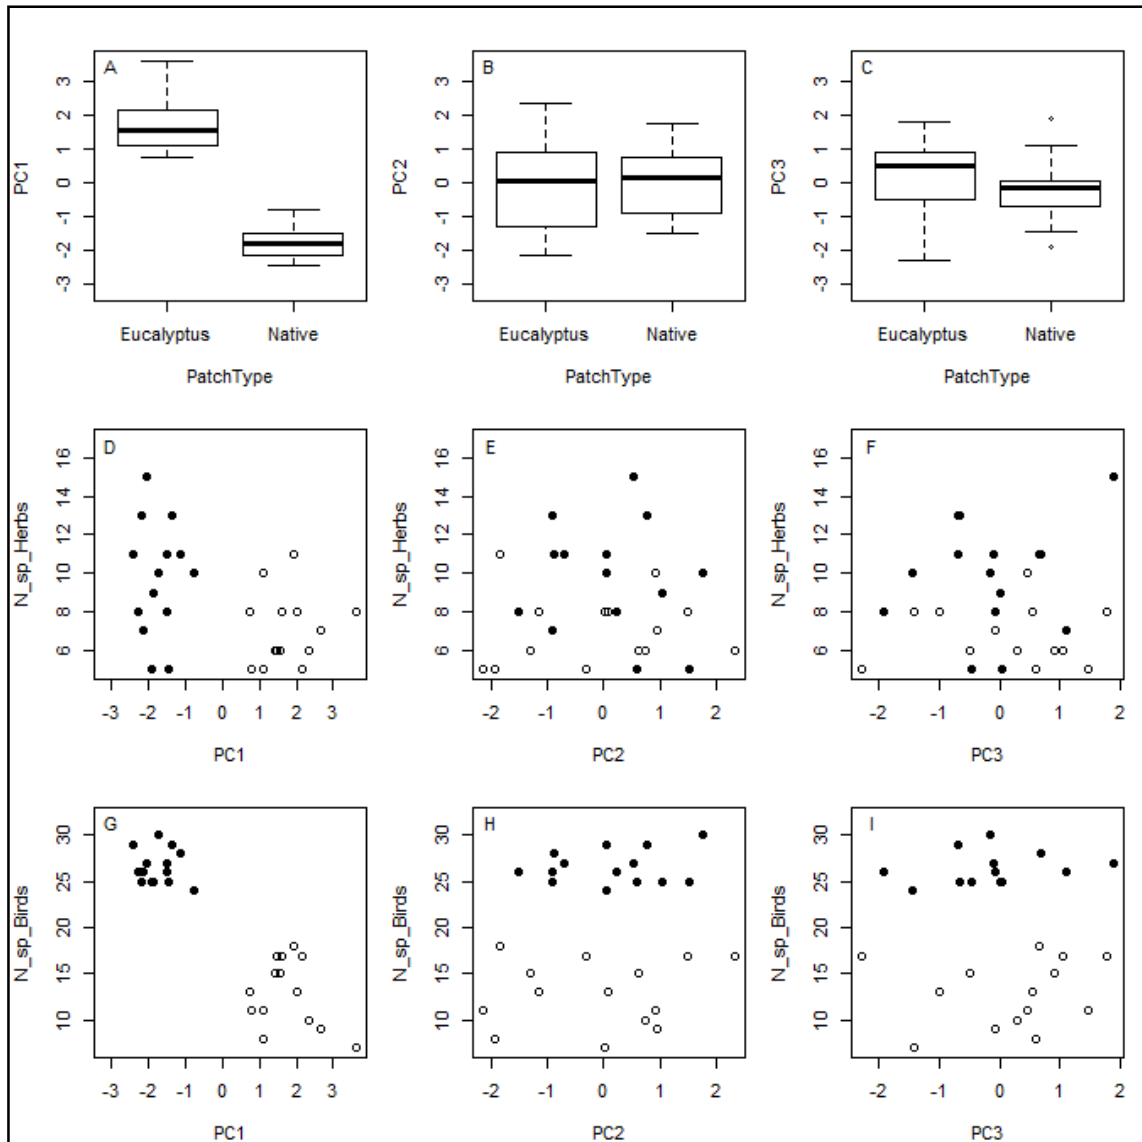 A
B
C
PC1
3
2
1
0
-1
-2
-3
Eucalyptus Native
PatchType
PC2
3
2
1
0
-1
-2
-3
Eucalyptus Native
PatchType
PC3
3
2
1
0
-1
-2
-3
Eucalyptus Native
PatchType
D
N_sp_Herbs
16
14
12
10
8
6
-3 -2 -1 0 1 2 3
PC1
E
N_sp_Herbs
16
14
12
10
8
6
-2 -1 0 1 2
PC2
F
N_sp_Herbs
16
14
12
10
8
6
-2 -1 0 1 2
PC3
G
N_sp_Birds
30
25
20
15
10
-3 -2 -1 0 1 2 3
PC1
H
N_sp_Birds
30
25
20
15
10
-2 -1 0 1 2
PC2
I
N_sp_Birds
30
25
20
15
10
-2 -1 0 1 2
PC3